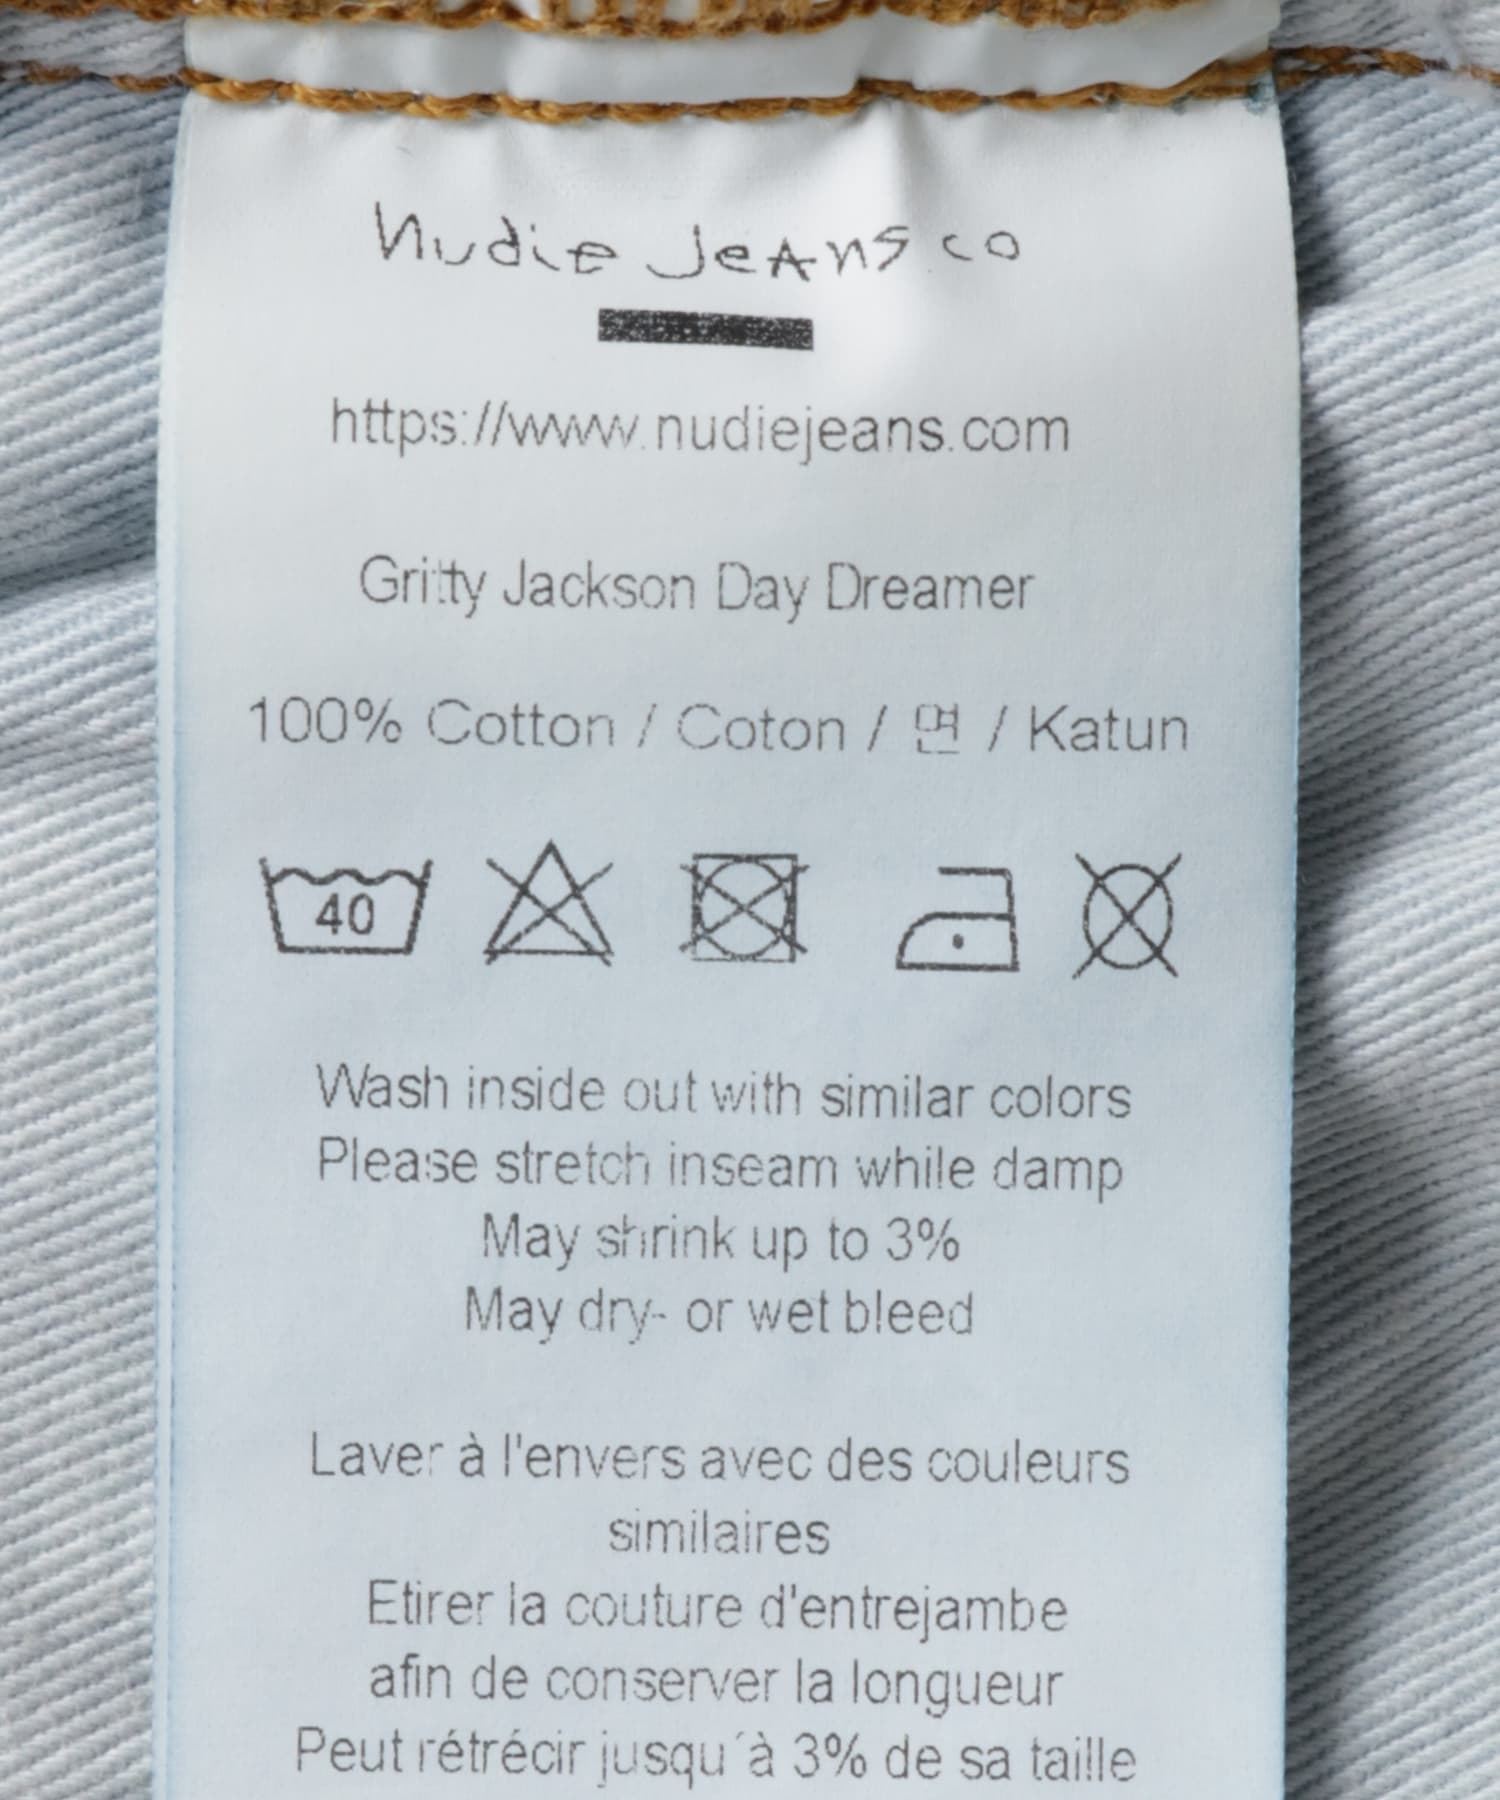 Nudie Jeans co
https://www.nudiejeans.com
Gritty Jackson Day Dreamer
100% Cotton / Coton / 면 / Katun
40
Wash inside out with similar colors
Please stretch inseam while damp
May shrink up to 3%
May dry- or wet bleed
Laver à l'envers avec des couleurs
similaires
Etirer la couture d'entrejambe
afin de conserver la longueur
Peut rétrécir jusqu´à 3% de sa taille